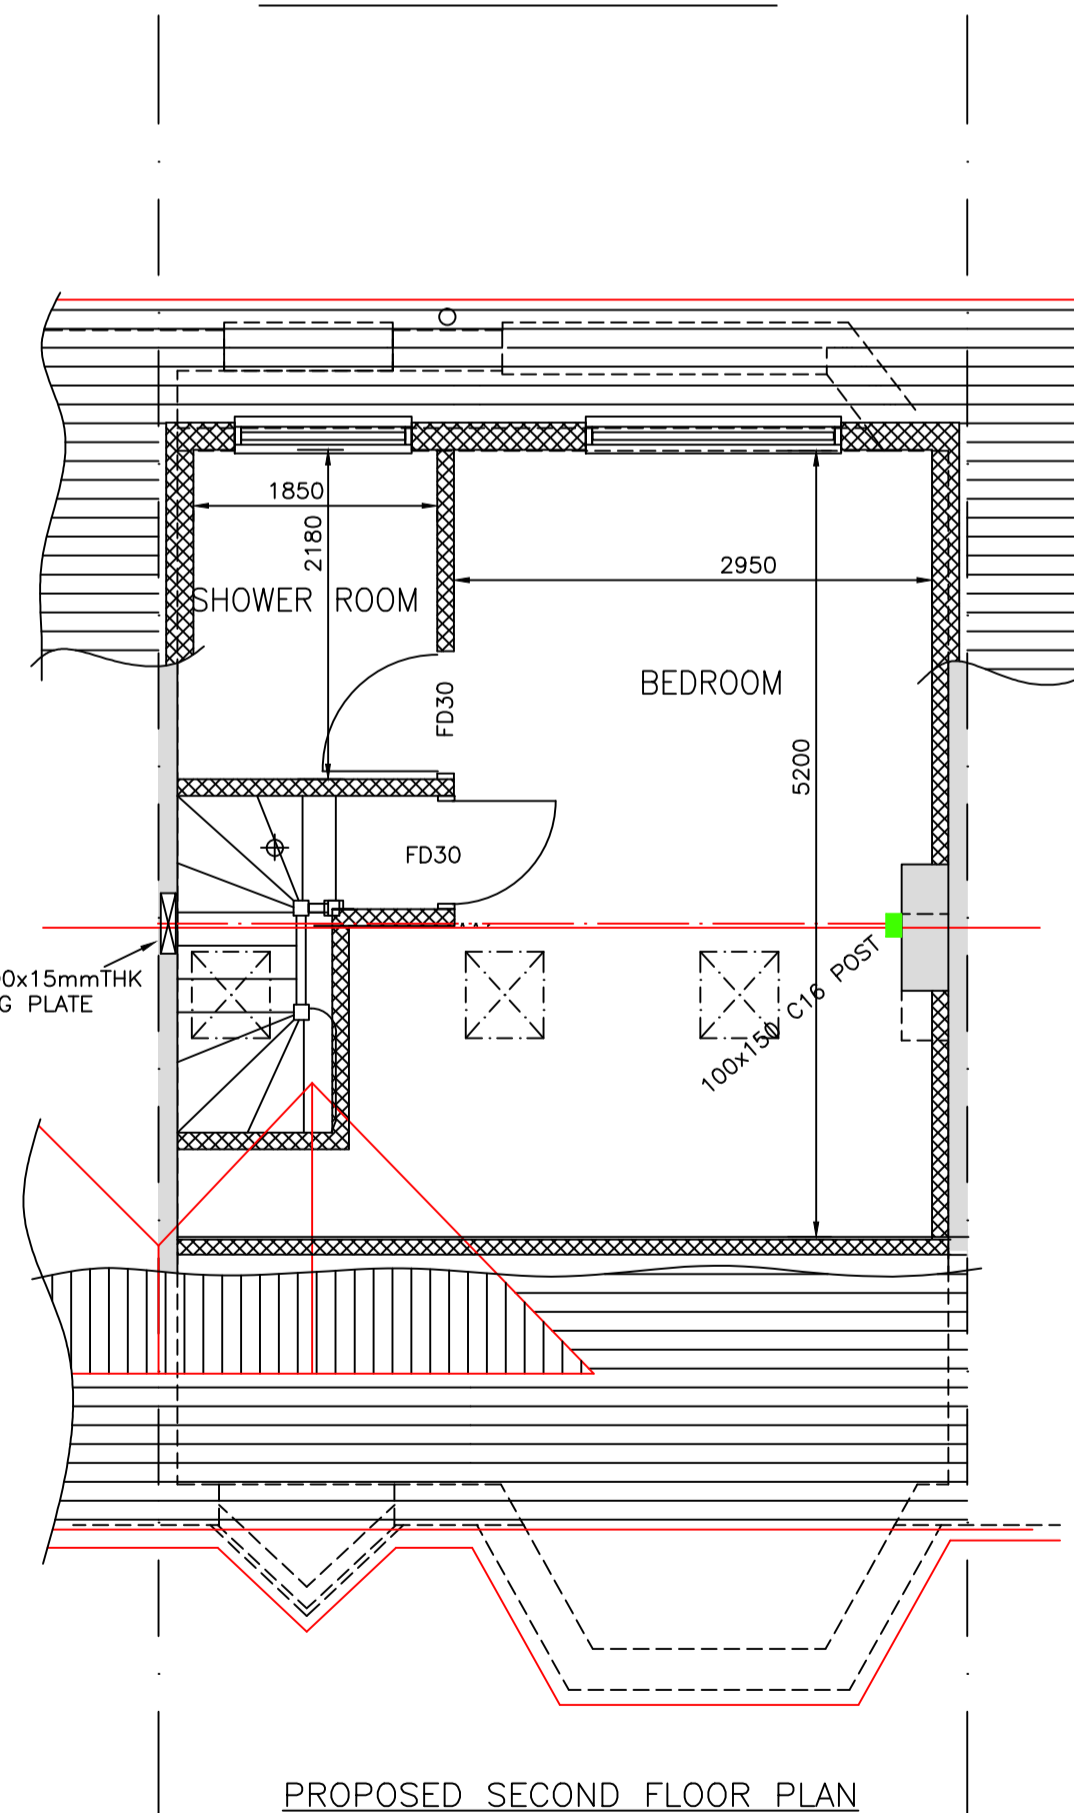 1850
2180
2950
SHOWER ROOM
BEDROOM
FD30
5200
FD30
100x150 C16 POST
0x15mmTHK
G PLATE
PROPOSED SECOND FLOOR PLAN